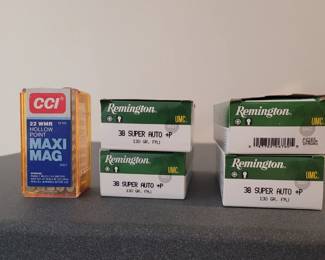 CCI
22 WMR
HOLLOW
POINT
MAXI
MAG
WARNING
Remington
UMC
38 SUPER AUTO +P
130 GR. FMJ
Remington
UMC
38 SUPER AUTO +P
130 GR. FMJ
Remington
UMC
Remington
UMC
38 SUPER AUTO +P
130 GR. FMJ